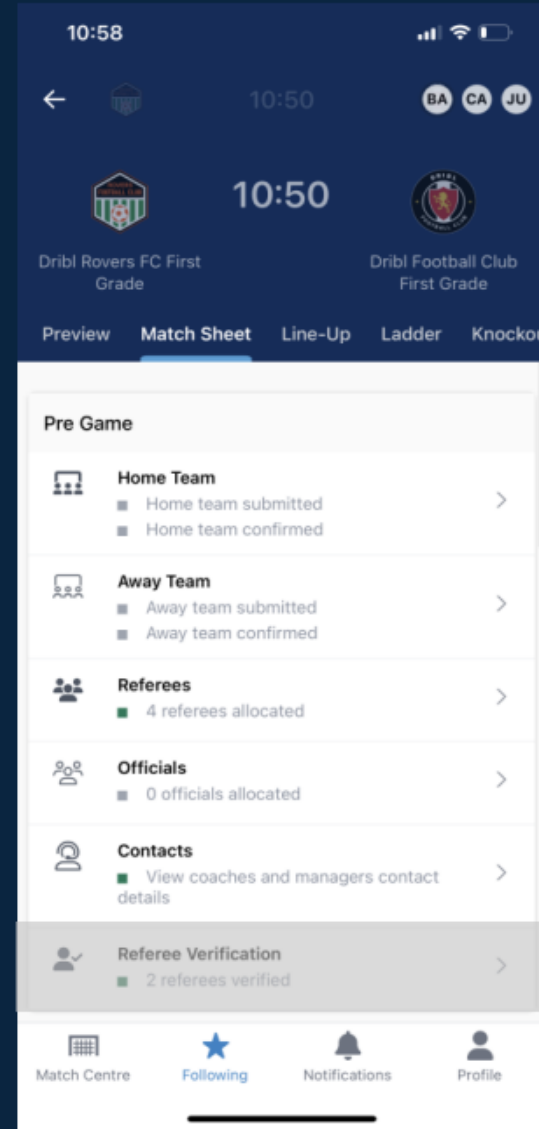 10:58
10:50
BA CA JU
10:50
Dribl Rovers FC First
Grade
Dribl Football Club
First Grade
Preview Match Sheet Line-Up Ladder Knockou
Pre Game
Home Team
Home team submitted
Home team confirmed
Away Team
Away team submitted
Away team confirmed
Referees
4 referees allocated
Officials
0 officials allocated
Contacts
View coaches and managers contact
details
Referee Verification
2 referees verified
Match Centre Following Notifications Profile